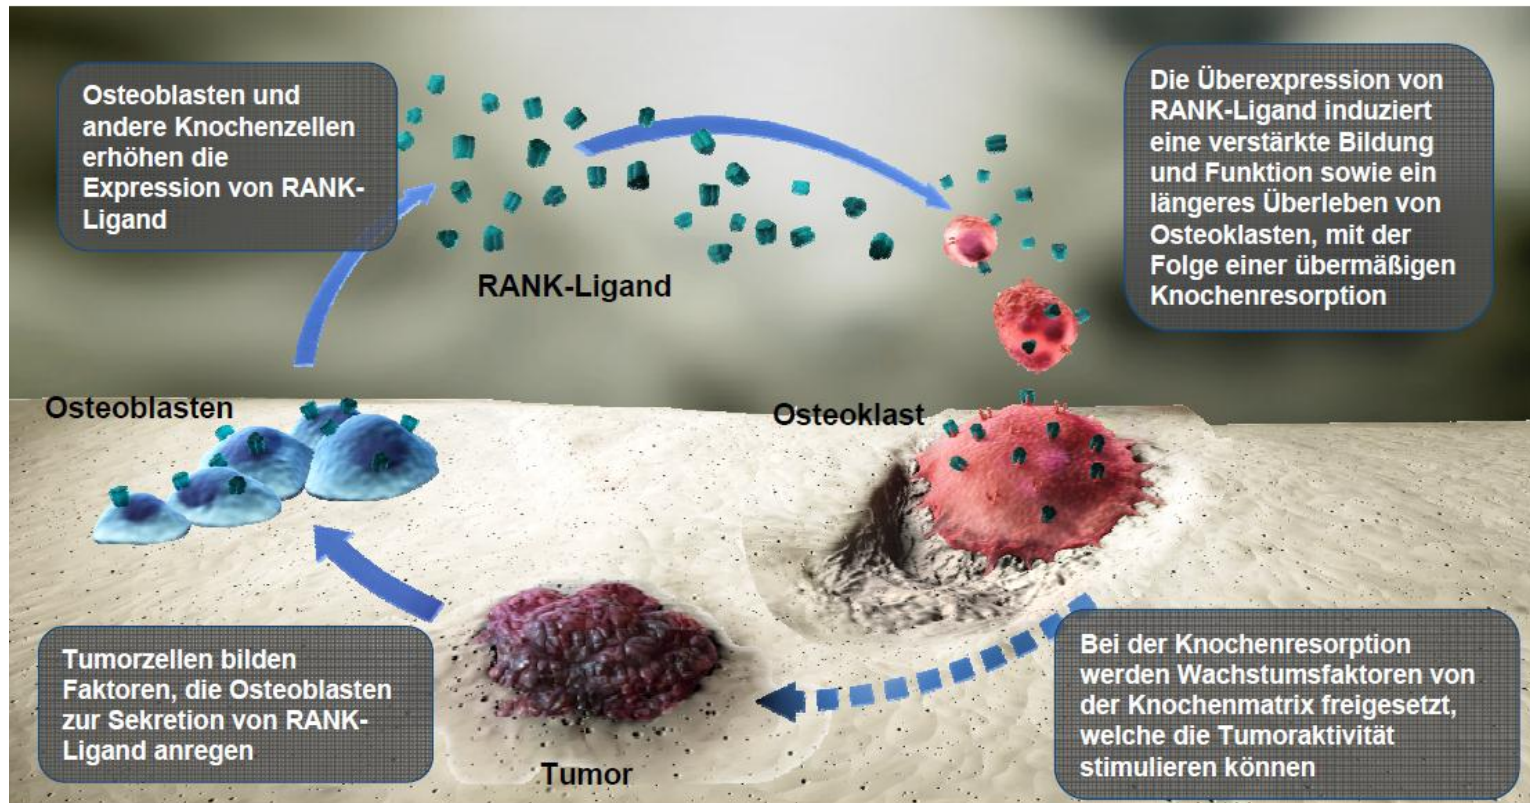 Osteoblasten und
andere Knochenzellen
erhöhen die
Expression von RANK-
Ligand
Die Überexpression von
RANK-Ligand induziert
eine verstärkte Bildung
und Funktion sowie ein
längeres Überleben von
Osteoklasten, mit der
Folge einer übermäßigen
Knochenresorption
RANK-Ligand
Osteoblasten
Osteoklast
Tumorzellen bilden
Faktoren, die Osteoblasten
zur Sekretion von RANK-
Ligand anregen
Tumor
Bei der Knochenresorption
werden Wachstumsfaktoren von
der Knochenmatrix freigesetzt,
welche die Tumoraktivität
stimulieren können